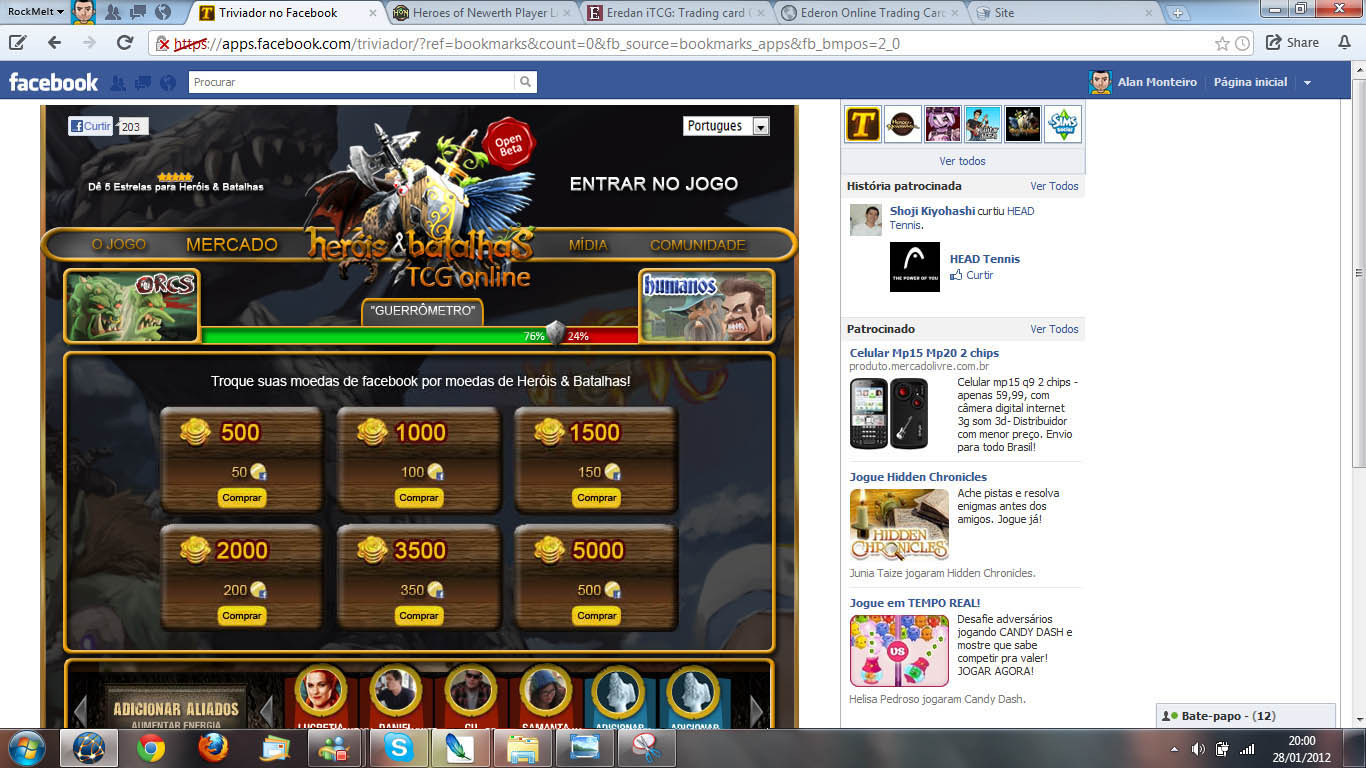 RockMelt
Triviador no Facebook
Heroes of Newerth Player L
Eredan iTCG: Trading card
Ederon Online Trading Card
Site
https://apps.facebook.com/triviador/?ref=bookmarks&count=0&fb_source=bookmarks_apps&fb_bmpos=2_0
Share
facebook
Procurar
Alan Monteiro
Página inicial
Curtir
203
Open
Beta
Portugues
Dê 5 Estrelas para Heróis & Batalhas
ENTRAR NO JOGO
O JOGO
MERCADO
heróis & batalhas
TCG online
MÍDIA
COMUNIDADE
ORCS
"GUERRÔMETRO"
humanos
76%
24%
Troque suas moedas de facebook por moedas de Heróis & Batalhas!
500
1000
1500
50
100
150
Comprar
Comprar
Comprar
2000
3500
5000
200
350
500
Comprar
Comprar
Comprar
ADICIONAR ALIADOS
AUMENTAR ENERGIA
LUCRETIA
DANIEL
GU
SAMANTA
ADICIONAR
ADICIONAR
T
Sims
Social
Ver todos
História patrocinada
Ver Todos
Shoji Kiyohashi curtiu HEAD
Tennis.
HEAD Tennis
Curtir
THE POWER OF YOU
Patrocinado
Ver Todos
Celular Mp15 Mp20 2 chips
produto.mercadolivre.com.br
Celular mp15 q9 2 chips -
apenas 59,99, com
câmera digital internet
3g som 3d- Distribuidor
com menor preço. Envio
para todo Brasil!
Jogue Hidden Chronicles
Ache pistas e resolva
enigmas antes dos
amigos. Jogue já!
HIDDEN
CHRONICLES
Junia Taize jogaram Hidden Chronicles.
Jogue em TEMPO REAL!
Desafie adversários
jogando CANDY DASH e
mostre que sabe
competir pra valer!
JOGAR AGORA!
VS
Helisa Pedroso jogaram Candy Dash.
Bate-papo - (12)
20:00
28/01/2012